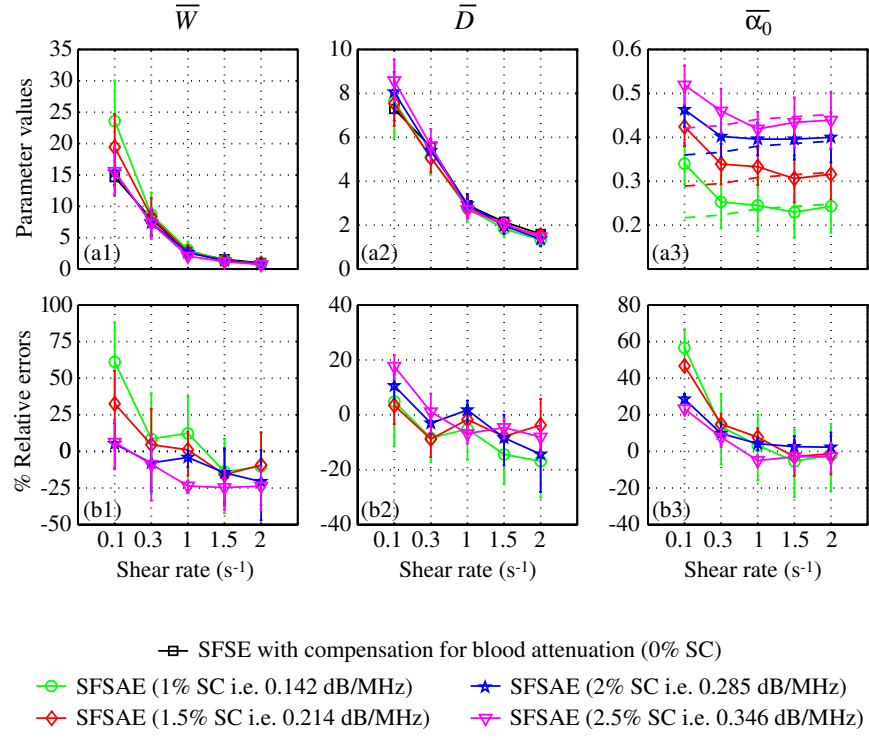 W D α0
Parameter values
35
30
25
20
15
10
5
0
(a1)
10
8
6
4
2
0
(a2)
0.6
0.5
0.4
0.3
0.2
(a3)
% Relative errors
100
75
50
25
0
-25
-50
(b1)
0.1 0.3 1 1.5 2
Shear rate (s-1)
40
20
0
-20
-40
(b2)
0.1 0.3 1 1.5 2
Shear rate (s-1)
80
60
40
20
0
-20
-40
(b3)
0.1 0.3 1 1.5 2
Shear rate (s-1)
SFSE with compensation for blood attenuation (0% SC)
SFSAE (1% SC i.e. 0.142 dB/MHz)
SFSAE (2% SC i.e. 0.285 dB/MHz)
SFSAE (1.5% SC i.e. 0.214 dB/MHz)
SFSAE (2.5% SC i.e. 0.346 dB/MHz)